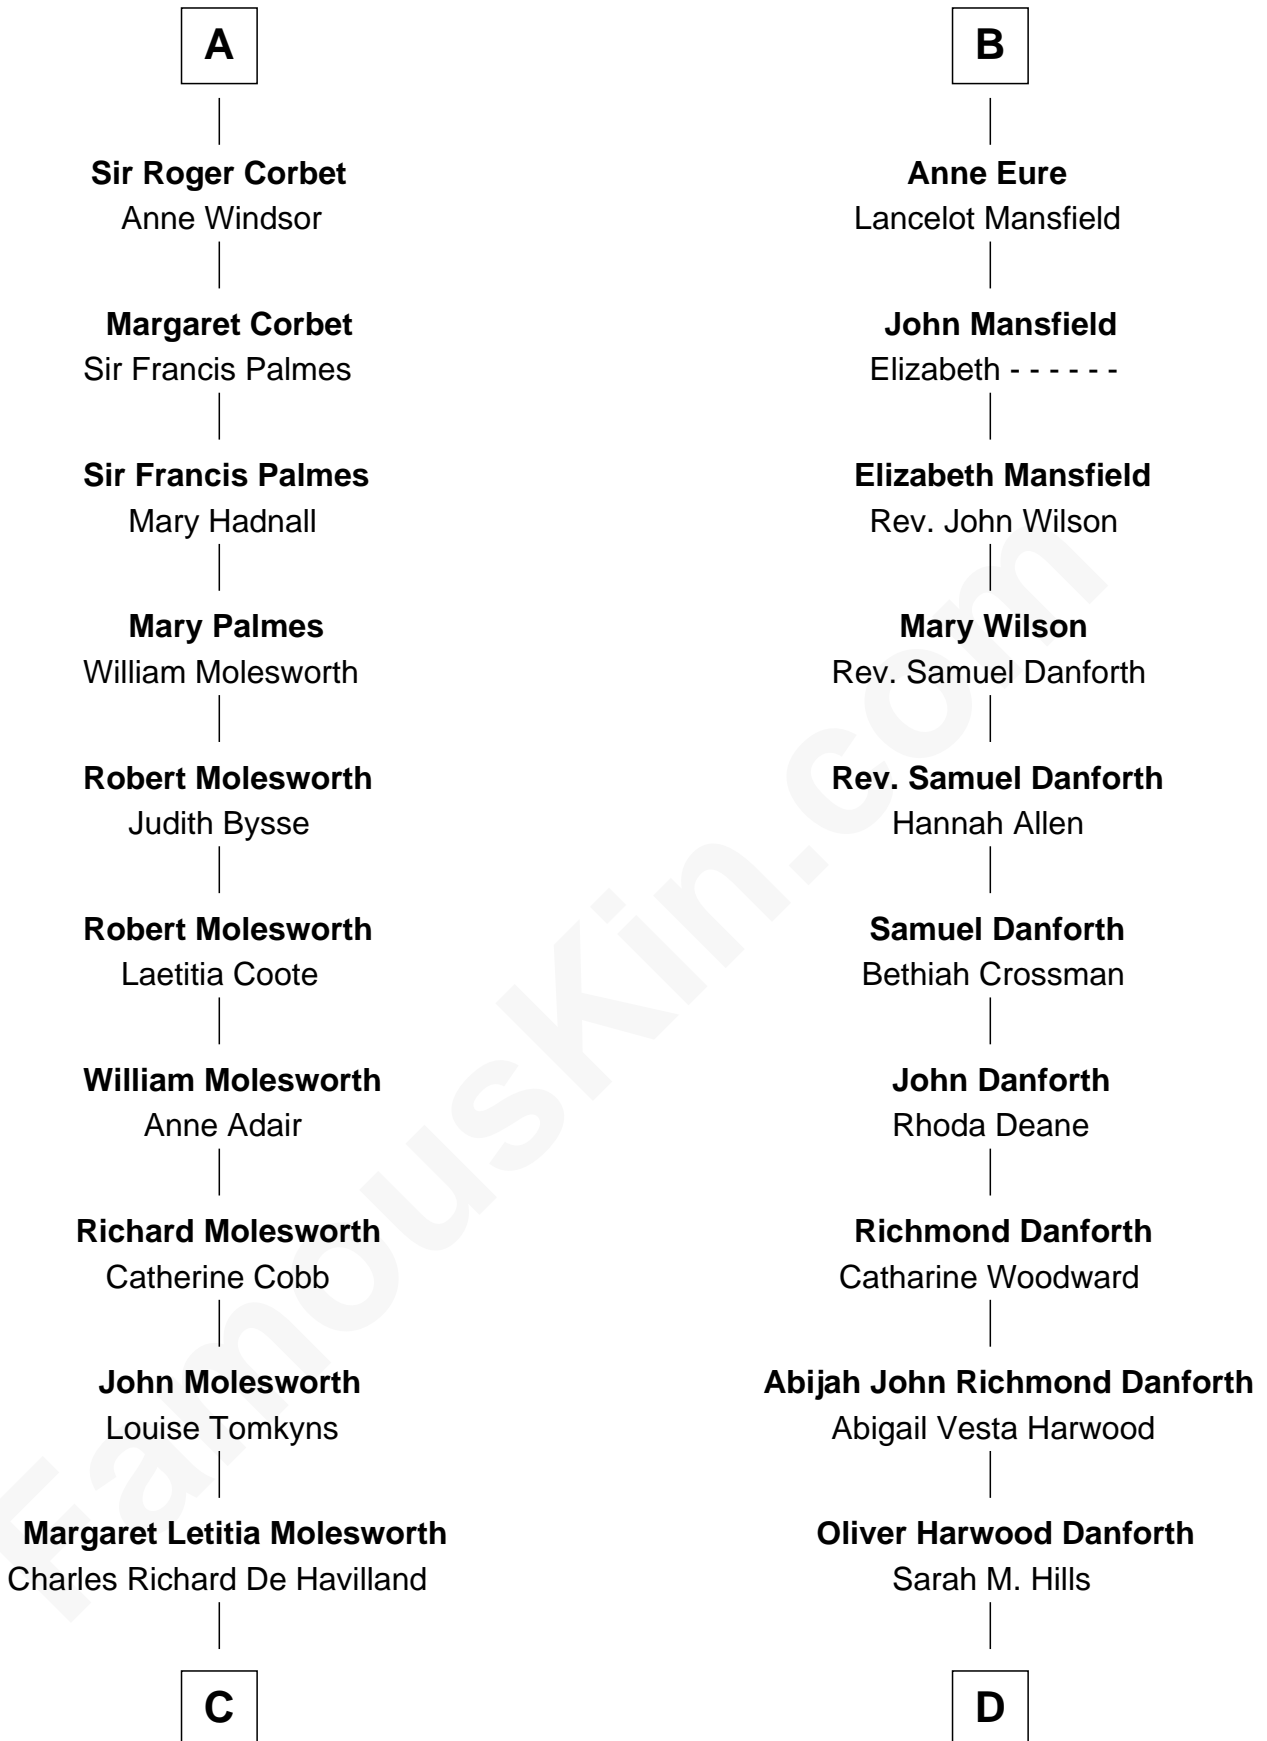 A
Sir Roger Corbet
Anne Windsor
Margaret Corbet
Sir Francis Palmes
Sir Francis Palmes
Mary Hadnall
Mary Palmes
William Molesworth
Robert Molesworth
Judith Bysse
Robert Molesworth
Laetitia Coote
William Molesworth
Anne Adair
Richard Molesworth
Catherine Cobb
John Molesworth
Louise Tomkyns
Margaret Letitia Molesworth
Charles Richard De Havilland
C
B
Anne Eure
Lancelot Mansfield
John Mansfield
Elizabeth - - - - - -
Elizabeth Mansfield
Rev. John Wilson
Mary Wilson
Rev. Samuel Danforth
Rev. Samuel Danforth
Hannah Allen
Samuel Danforth
Bethiah Crossman
John Danforth
Rhoda Deane
Richmond Danforth
Catharine Woodward
Abijah John Richmond Danforth
Abigail Vesta Harwood
Oliver Harwood Danforth
Sarah M. Hills
D
FamousKin.com